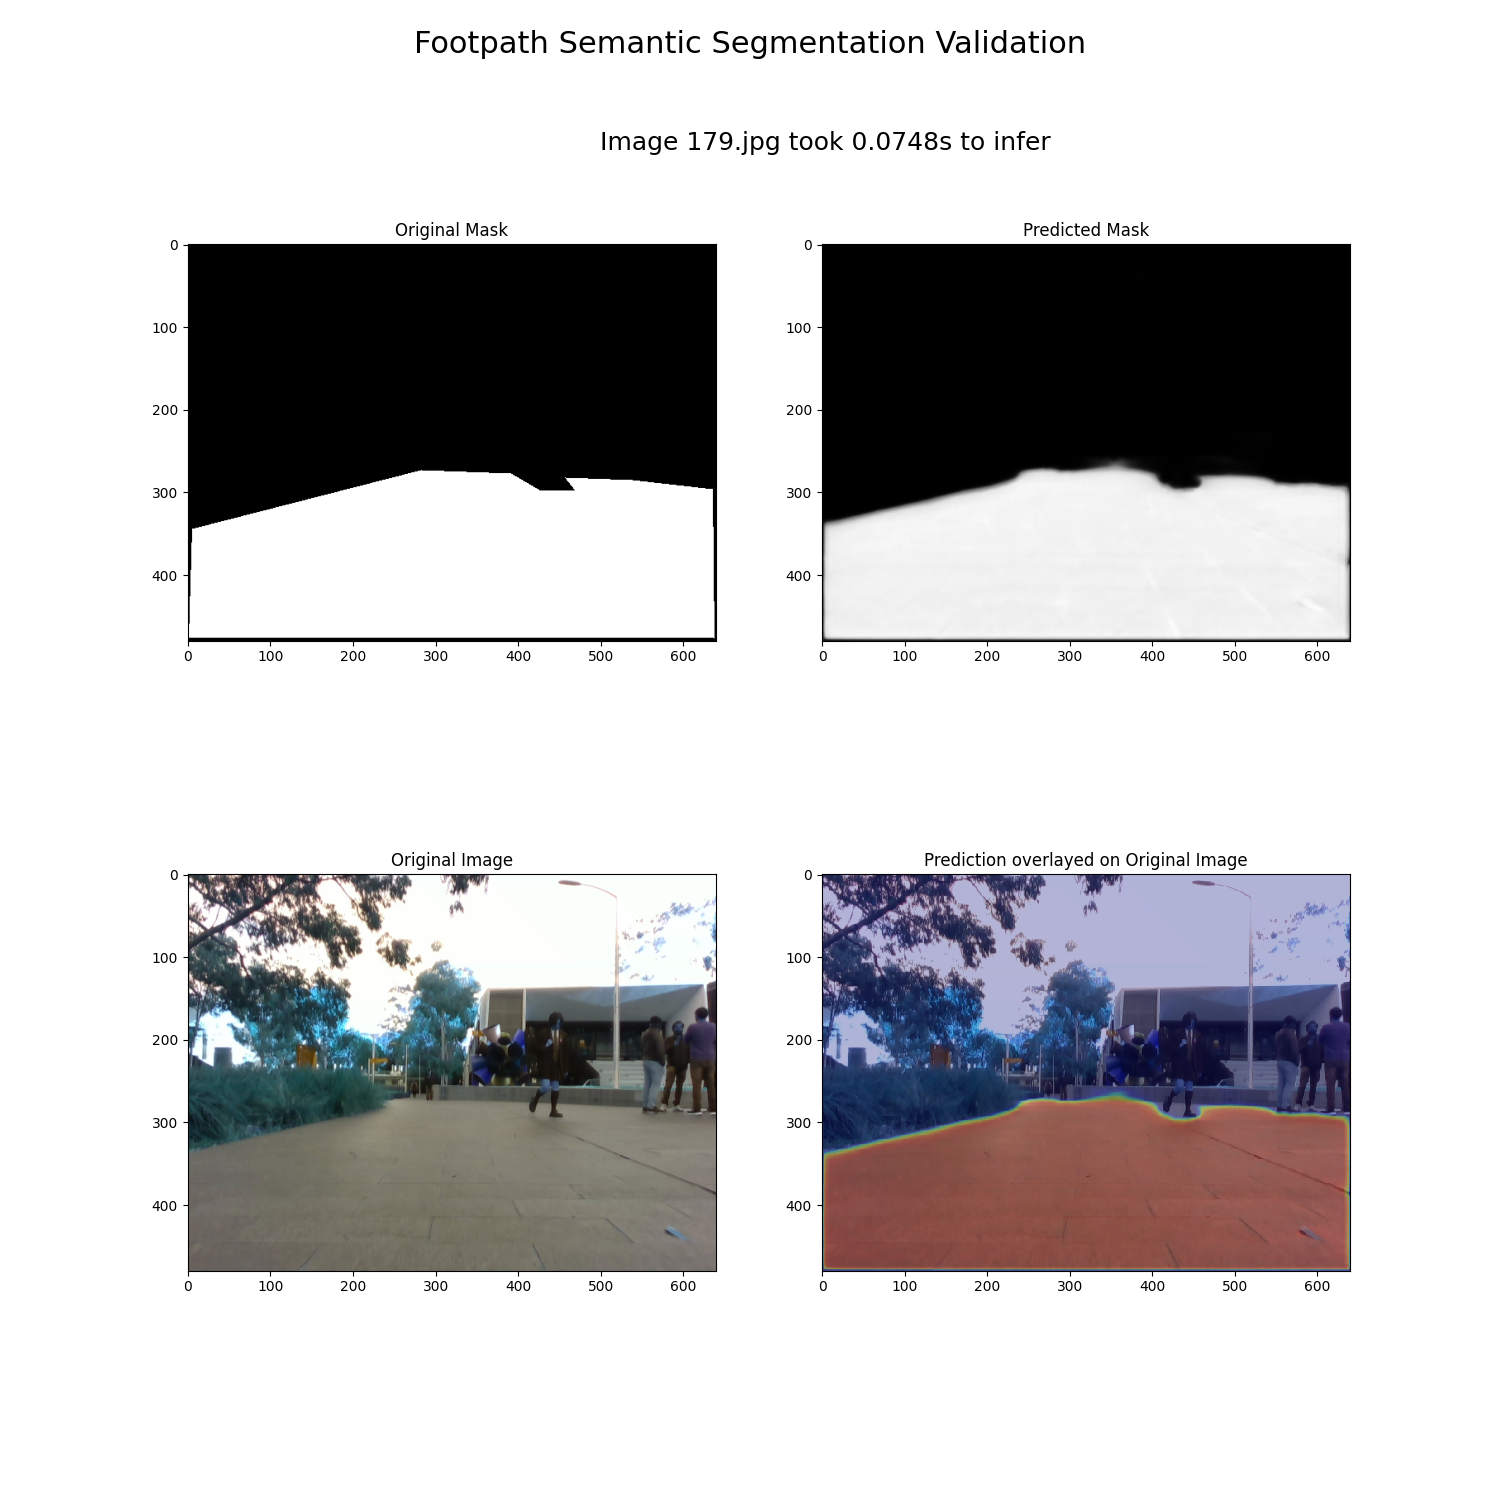 Footpath Semantic Segmentation Validation
Image 179.jpg took 0.0748s to infer
Original Mask
0
100
200
300
400
0 100 200 300 400 500 600
Predicted Mask
0
100
200
300
400
0 100 200 300 400 500 600
Original Image
0
100
200
300
400
0 100 200 300 400 500 600
Prediction overlayed on Original Image
0
100
200
300
400
0 100 200 300 400 500 600